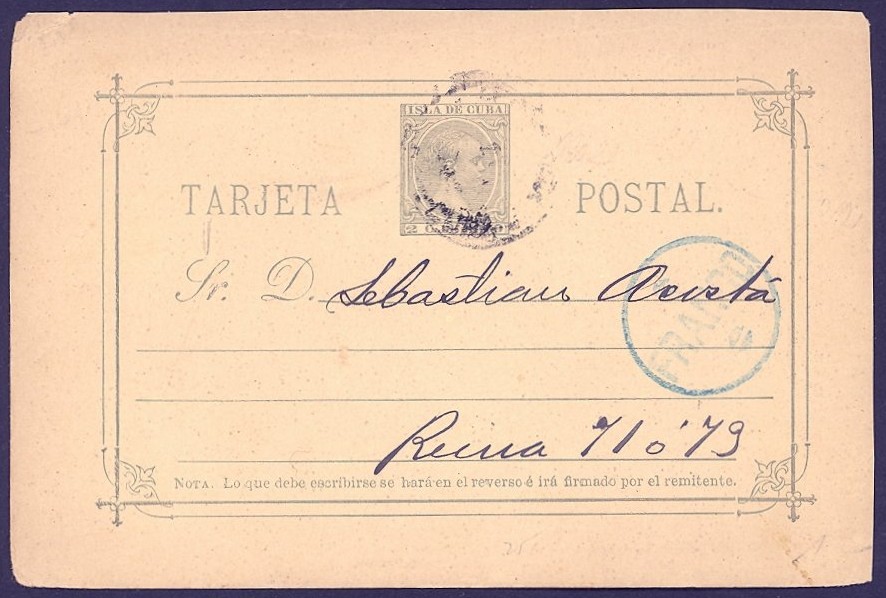 ISLA DE CUBA
TARJETA POSTAL.
Sr. D. Sebastian Acosta
FRANCO
Reina 71 ó 73
NOTA. Lo que debe escribirse se hará en el reverso é irá firmado por el remitente.